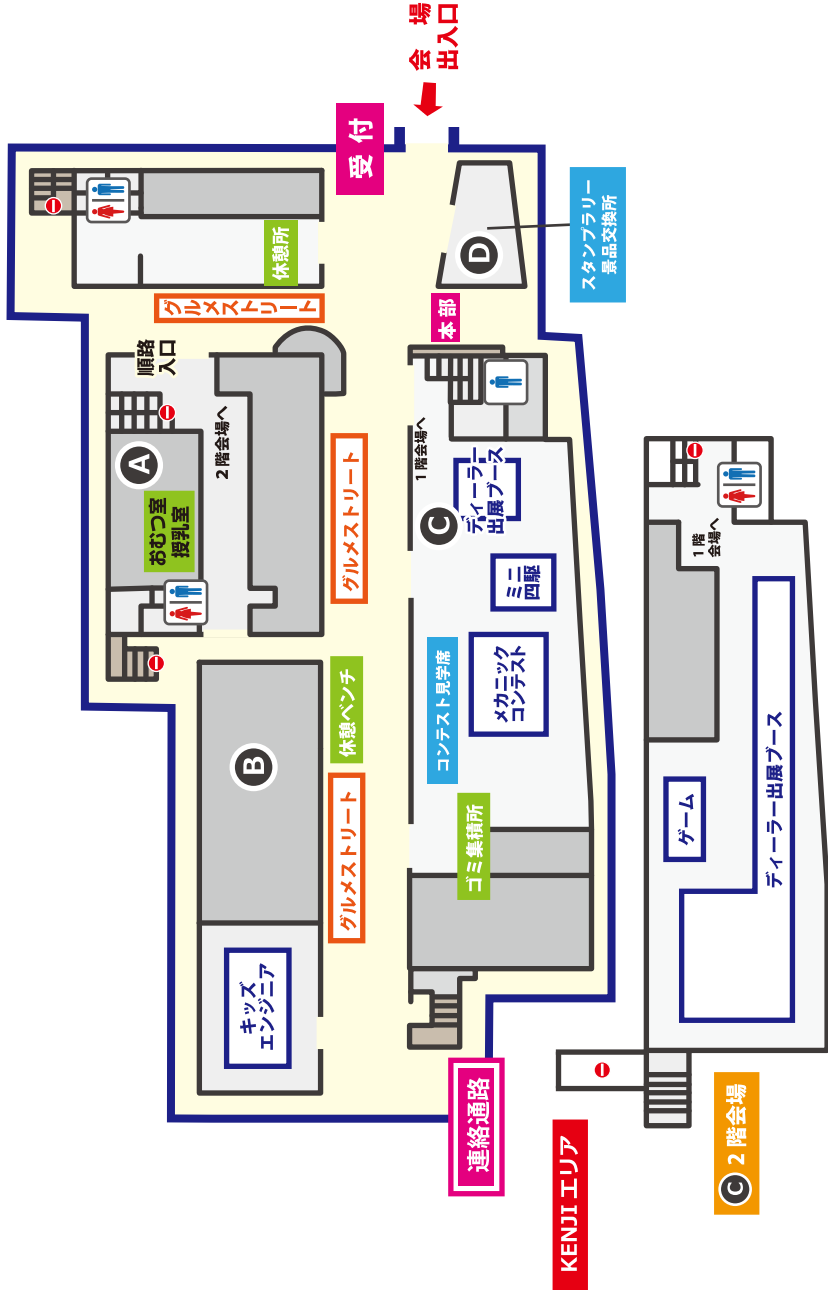 会 場
出入口
受 付
スタンプラリー
景品交換所
D
休憩所
グルメストリート
本部
順路
入口
2階会場へ
A
おむつ室
授乳室
グルメストリート
1階会場へ
C
ディーラー
出展ブース
ミニ
四駆
メカニック
コンテスト
コンテスト見学席
休憩ベンチ
B
グルメストリート
ゴミ集積所
キッズ
エンジニア
連絡通路
KENJI エリア
1階
会場へ
ゲーム
ディーラー出展ブース
C 2階会場